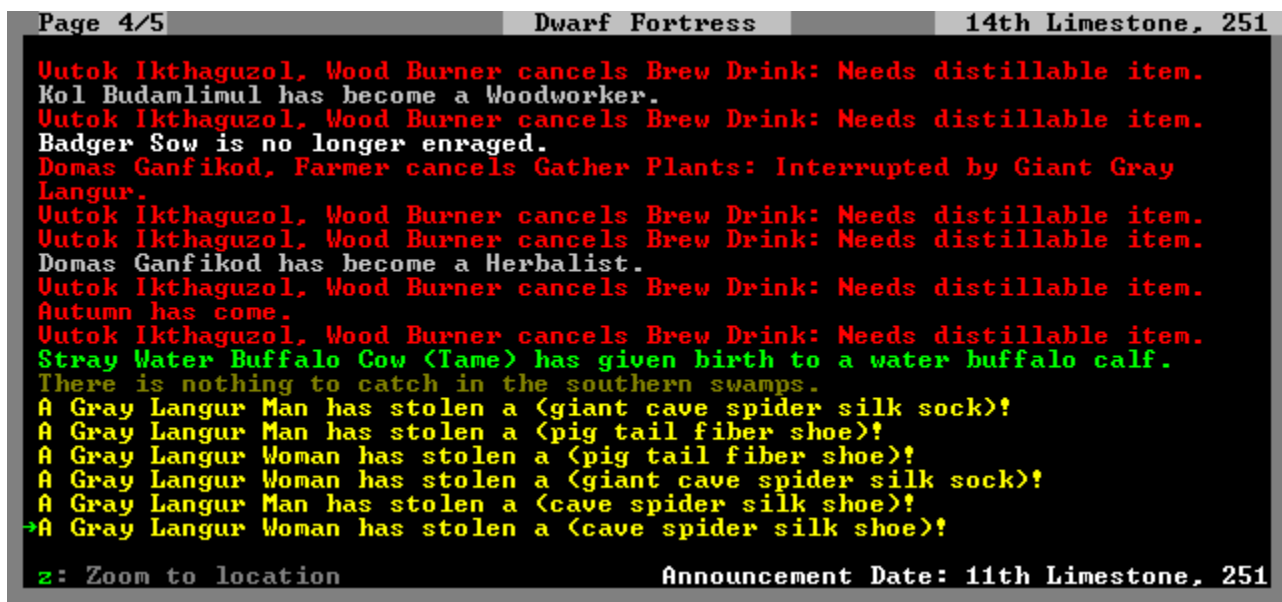 Page 4/5 Dwarf Fortress 14th Limestone, 251
Vutok Ikthaguzol, Wood Burner cancels Brew Drink: Needs distillable item.
Kol Budamlimul has become a Woodworker.
Vutok Ikthaguzol, Wood Burner cancels Brew Drink: Needs distillable item.
Badger Sow is no longer enraged.
Domas Ganfikod, Farmer cancels Gather Plants: Interrupted by Giant Gray
Langur.
Vutok Ikthaguzol, Wood Burner cancels Brew Drink: Needs distillable item.
Vutok Ikthaguzol, Wood Burner cancels Brew Drink: Needs distillable item.
Domas Ganfikod has become a Herbalist.
Vutok Ikthaguzol, Wood Burner cancels Brew Drink: Needs distillable item.
Autumn has come.
Vutok Ikthaguzol, Wood Burner cancels Brew Drink: Needs distillable item.
Stray Water Buffalo Cow (Tame) has given birth to a water buffalo calf.
There is nothing to catch in the southern swamps.
A Gray Langur Man has stolen a (giant cave spider silk sock)!
A Gray Langur Man has stolen a (pig tail fiber shoe)!
A Gray Langur Woman has stolen a (pig tail fiber shoe)!
A Gray Langur Woman has stolen a (giant cave spider silk sock)!
A Gray Langur Man has stolen a (cave spider silk shoe)!
→A Gray Langur Woman has stolen a (cave spider silk shoe)!
z: Zoom to location Announcement Date: 11th Limestone, 251